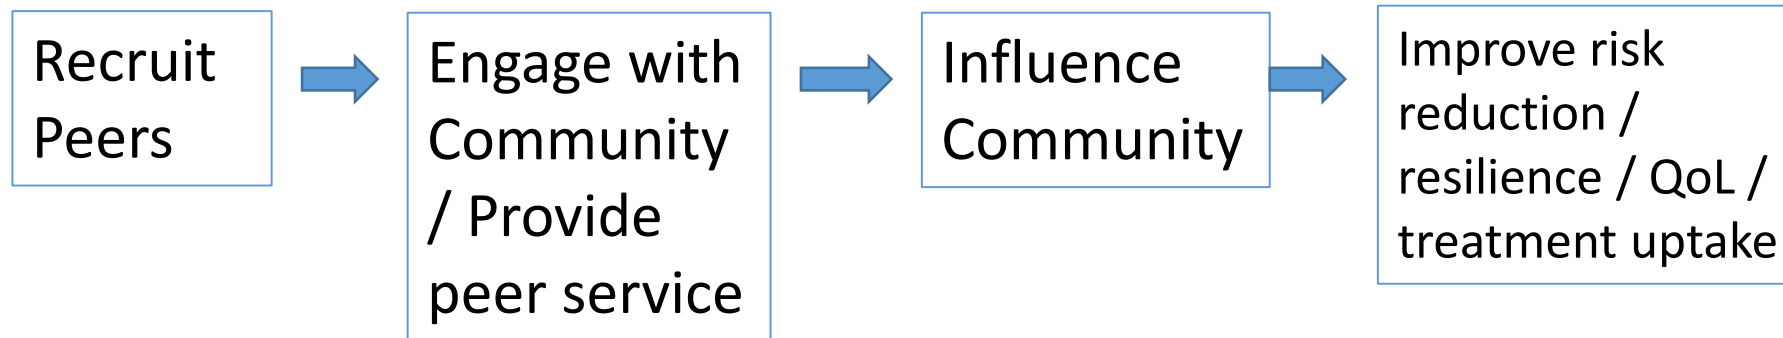 Recruit
Peers
Engage with
Community
/ Provide
peer service
Influence
Community
Improve risk
reduction /
resilience / QoL /
treatment uptake